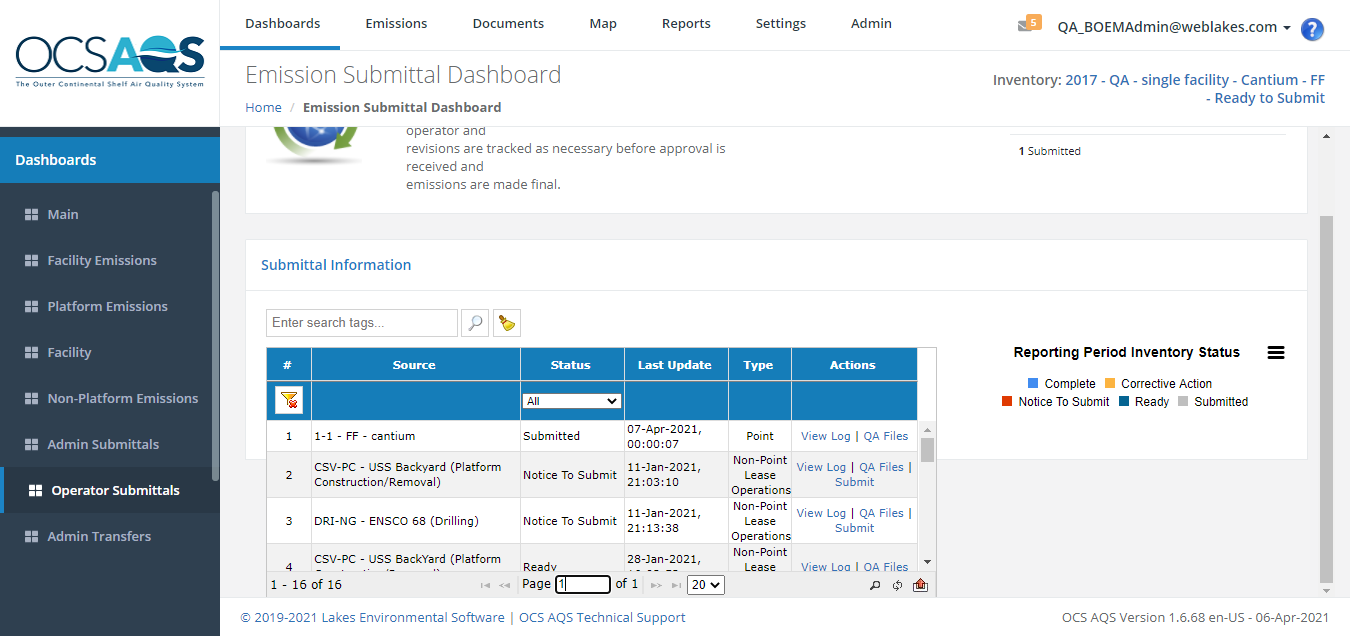 OCSAQS
The Outer Continental Shelf Air Quality System
Dashboards Emissions Documents Map Reports Settings Admin
5 QA_BOEMAdmin@weblakes.com ?
Emission Submittal Dashboard
Home / Emission Submittal Dashboard
Inventory: 2017 - QA - single facility - Cantium - FF
- Ready to Submit
Dashboards
Main
Facility Emissions
Platform Emissions
Facility
Non-Platform Emissions
Admin Submittals
Operator Submittals
Admin Transfers
operator and
revisions are tracked as necessary before approval is
received and
emissions are made final.
1 Submitted
Submittal Information
Enter search tags...
# Source Status Last Update Type Actions
All
1 1-1 - FF - cantium Submitted 07-Apr-2021, 00:00:07 Point View Log | QA Files
2 CSV-PC - USS Backyard (Platform Construction/Removal) Notice To Submit 11-Jan-2021, 21:03:10 Non-Point Lease Operations View Log | QA Files | Submit
3 DRI-NG - ENSCO 68 (Drilling) Notice To Submit 11-Jan-2021, 21:13:38 Non-Point Lease Operations View Log | QA Files | Submit
4 CSV-PC - USS BackYard (Platform Ready 28-Jan-2021, Non-Point Lease View Log | QA Files
1 - 16 of 16 Page 1 of 1 20
Reporting Period Inventory Status
Complete Corrective Action
Notice To Submit Ready Submitted
© 2019-2021 Lakes Environmental Software | OCS AQS Technical Support
OCS AQS Version 1.6.68 en-US - 06-Apr-2021